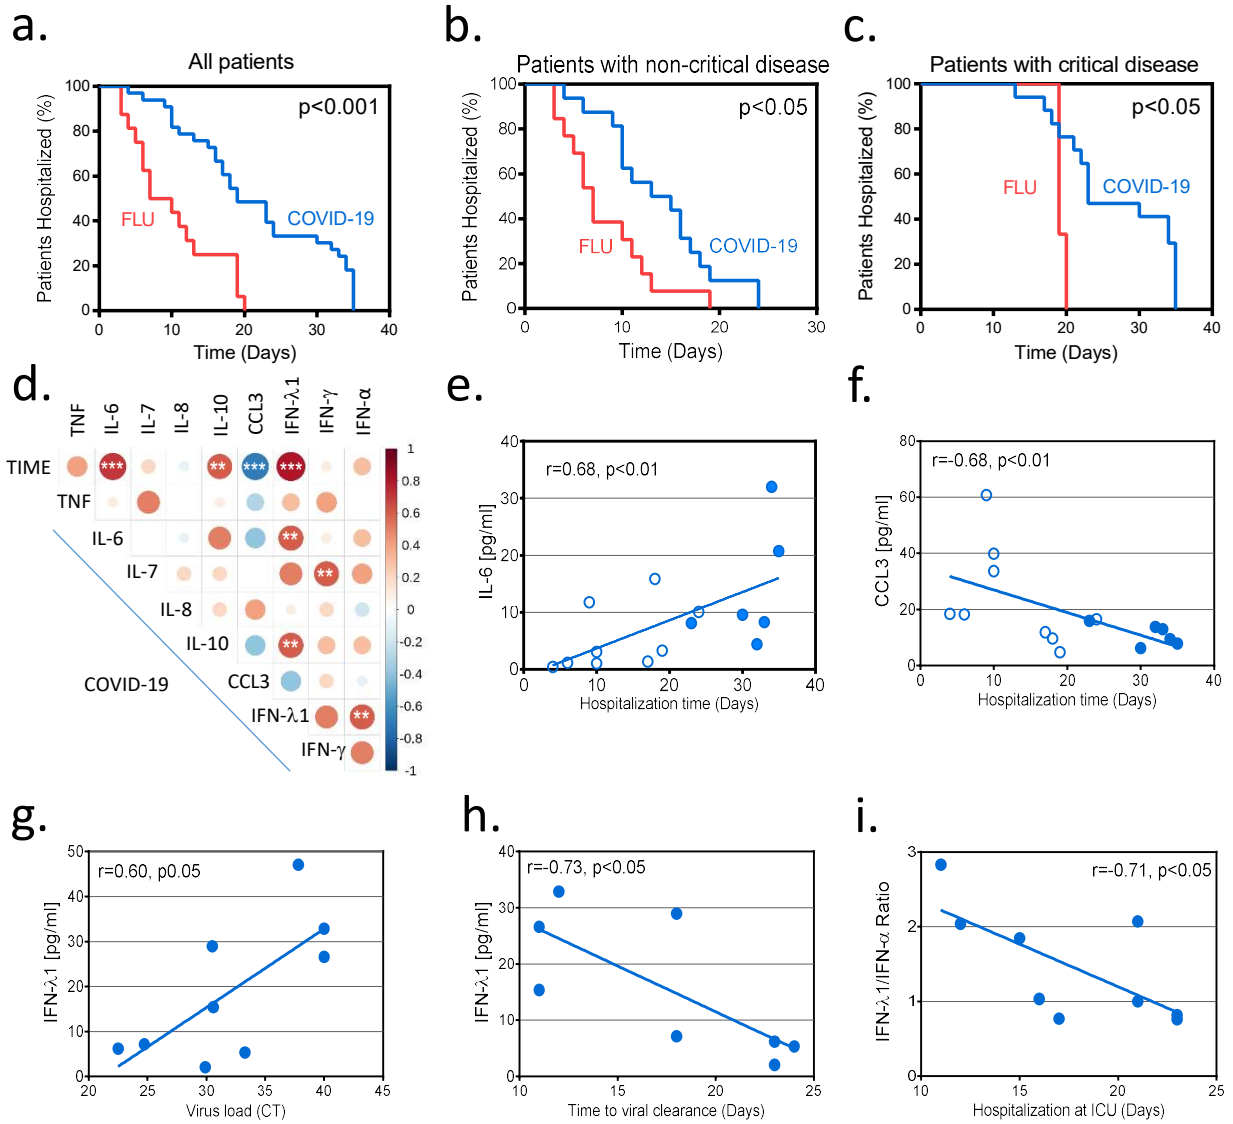 a.
All patients
Patients Hospitalized (%)
100
80
60
40
20
0
p<0.001
FLU
COVID-19
0 10 20 30 40
Time (Days)
b.
Patients with non-critical disease
Patients Hospitalized (%)
100
80
60
40
20
0
p<0.05
FLU
COVID-19
0 10 20 30
Time (Days)
c.
Patients with critical disease
Patients Hospitalized (%)
100
80
60
40
20
0
p<0.05
FLU
COVID-19
0 10 20 30 40
Time (Days)
d.
TNF IL-6 IL-7 IL-8 IL-10 CCL3 IFN-λ1 IFN-γ IFN-α
TIME *** ** *** ***
TNF
IL-6 **
IL-7 **
IL-8
IL-10 **
CCL3
IFN-λ1 **
IFN-γ
COVID-19
1
0.8
0.6
0.4
0.2
0
-0.2
-0.4
-0.6
-0.8
-1
e.
IL-6 [pg/ml]
40
30
20
10
0
r=0.68, p<0.01
0 10 20 30 40
Hospitalization time (Days)
f.
CCL3 [pg/ml]
80
60
40
20
0
r=-0.68, p<0.01
0 10 20 30 40
Hospitalization time (Days)
g.
IFN-λ1 [pg/ml]
50
40
30
20
10
0
r=0.60, p0.05
20 25 30 35 40 45
Virus load (CT)
h.
IFN-λ1 [pg/ml]
40
30
20
10
0
r=-0.73, p<0.05
10 15 20 25
Time to viral clearance (Days)
i.
IFN-λ1/IFN-α Ratio
3
2
1
0
r=-0.71, p<0.05
10 15 20 25
Hospitalization at ICU (Days)